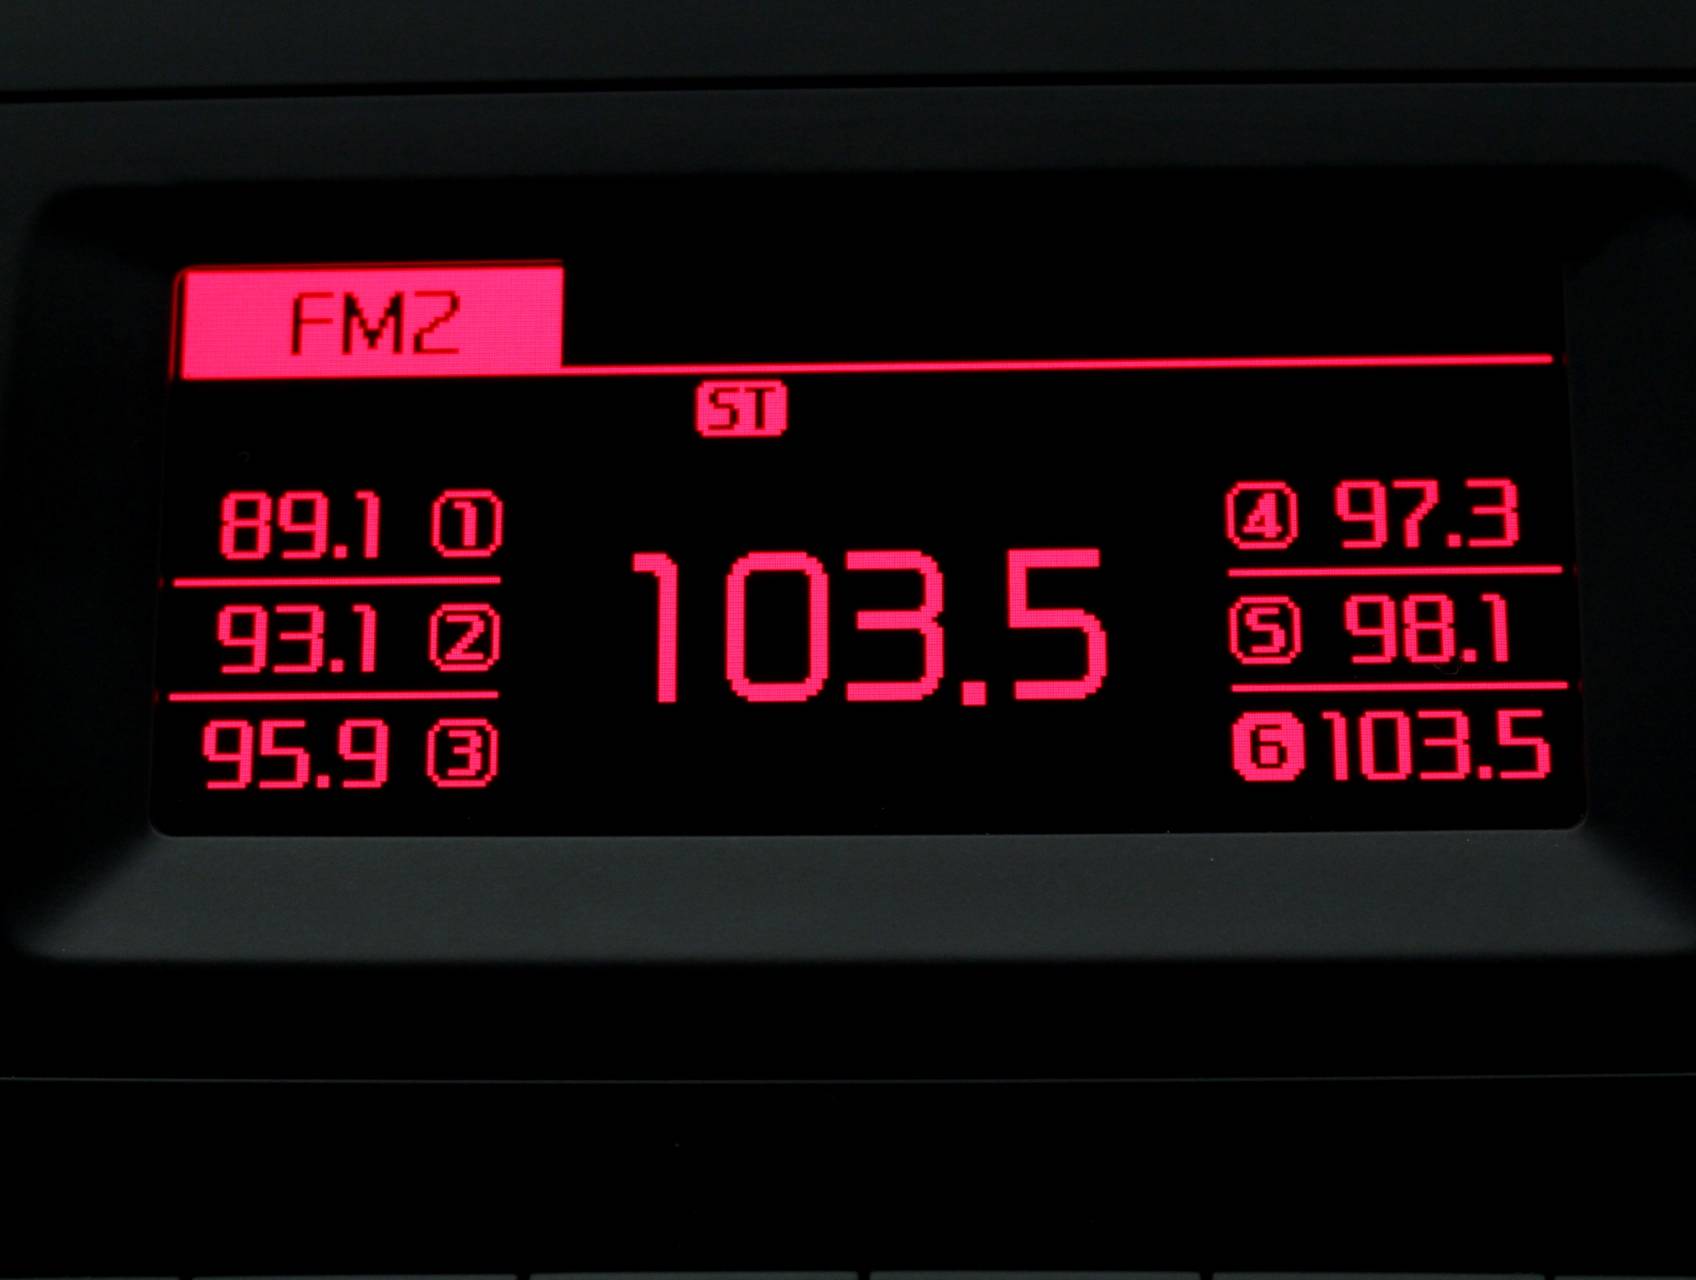 FM2
ST
89.1 ① ④ 97.3
103.5
93.1 ② ⑤ 98.1
95.9 ③ ⑥ 103.5